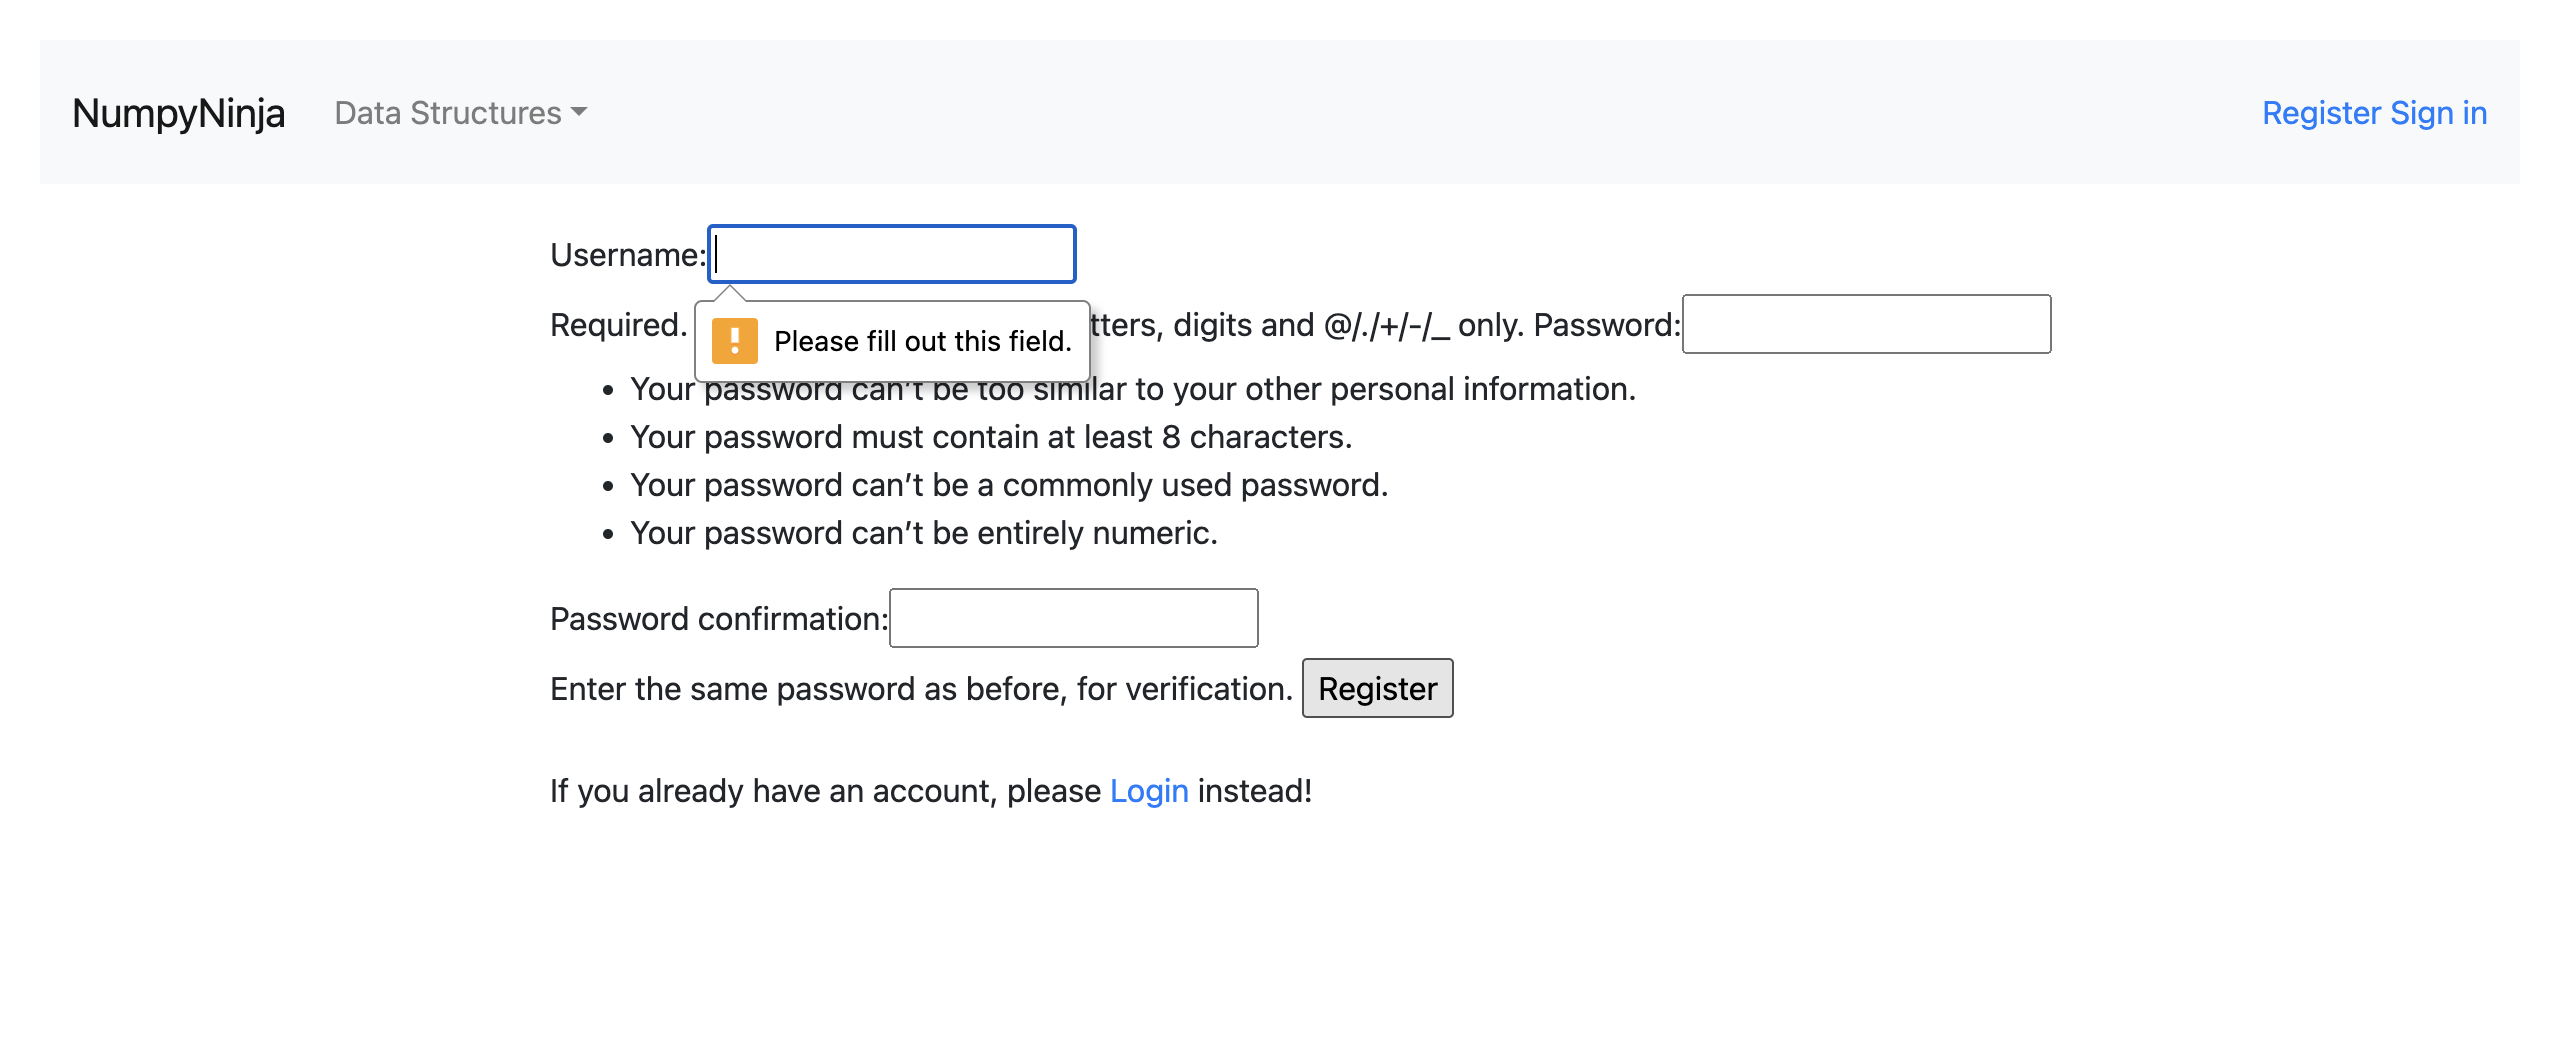 NumpyNinja Data Structures Register Sign in
Username:
Required. tters, digits and @/./+/-/_ only. Password:
Please fill out this field.
Your password can’t be too similar to your other personal information.
Your password must contain at least 8 characters.
Your password can’t be a commonly used password.
Your password can’t be entirely numeric.
Password confirmation:
Enter the same password as before, for verification. Register
If you already have an account, please Login instead!